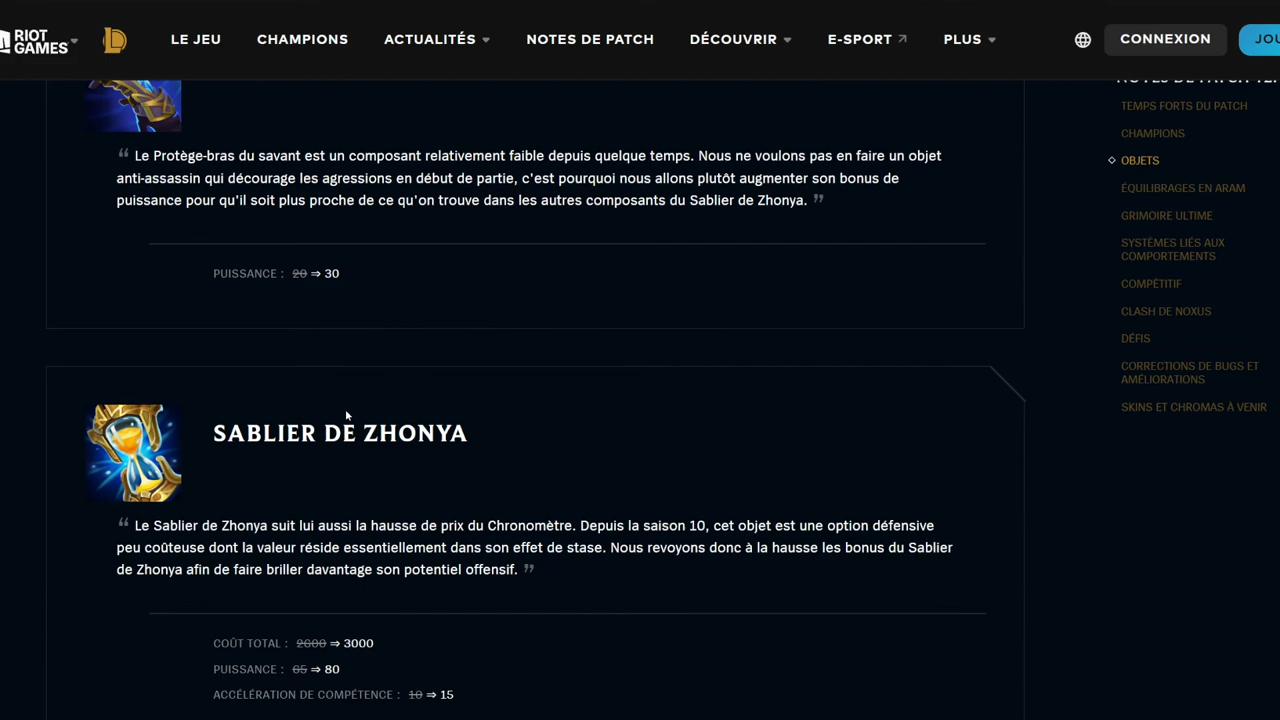 RIOT GAMES
LE JEU CHAMPIONS ACTUALITÉS NOTES DE PATCH DÉCOUVRIR E-SPORT PLUS CONNEXION
“ Le Protège-bras du savant est un composant relativement faible depuis quelque temps. Nous ne voulons pas en faire un objet
anti-assassin qui décourage les agressions en début de partie, c'est pourquoi nous allons plutôt augmenter son bonus de
puissance pour qu'il soit plus proche de ce qu'on trouve dans les autres composants du Sablier de Zhonya. ”
PUISSANCE : 20 ⇒ 30
SABLIER DE ZHONYA
“ Le Sablier de Zhonya suit lui aussi la hausse de prix du Chronomètre. Depuis la saison 10, cet objet est une option défensive
peu coûteuse dont la valeur réside essentiellement dans son effet de stase. Nous revoyons donc à la hausse les bonus du Sablier
de Zhonya afin de faire briller davantage son potentiel offensif. ”
COÛT TOTAL : 2600 ⇒ 3000
PUISSANCE : 65 ⇒ 80
ACCÉLÉRATION DE COMPÉTENCE : 10 ⇒ 15
NOTES DE PATCH
TEMPS FORTS DU PATCH
CHAMPIONS
OBJETS
ÉQUILIBRAGES EN ARAM
GRIMOIRE ULTIME
SYSTÈMES LIÉS AUX
COMPORTEMENTS
COMPÉTITIF
CLASH DE NOXUS
DÉFIS
CORRECTIONS DE BUGS ET
AMÉLIORATIONS
SKINS ET CHROMAS À VENIR